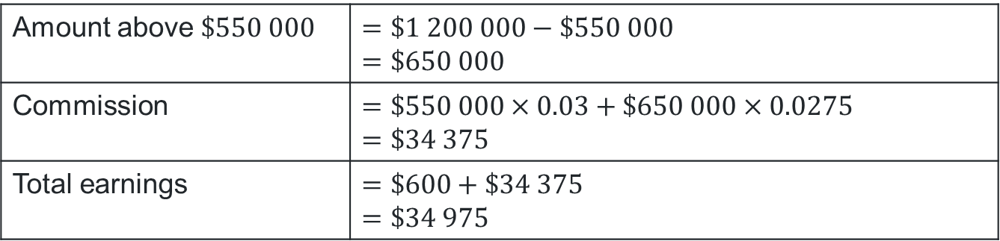 Amount above $550 000
= $1 200 000 − $550 000
= $650 000
Commission
= $550 000 × 0.03 + $650 000 × 0.0275
= $34 375
Total earnings
= $600 + $34 375
= $34 975